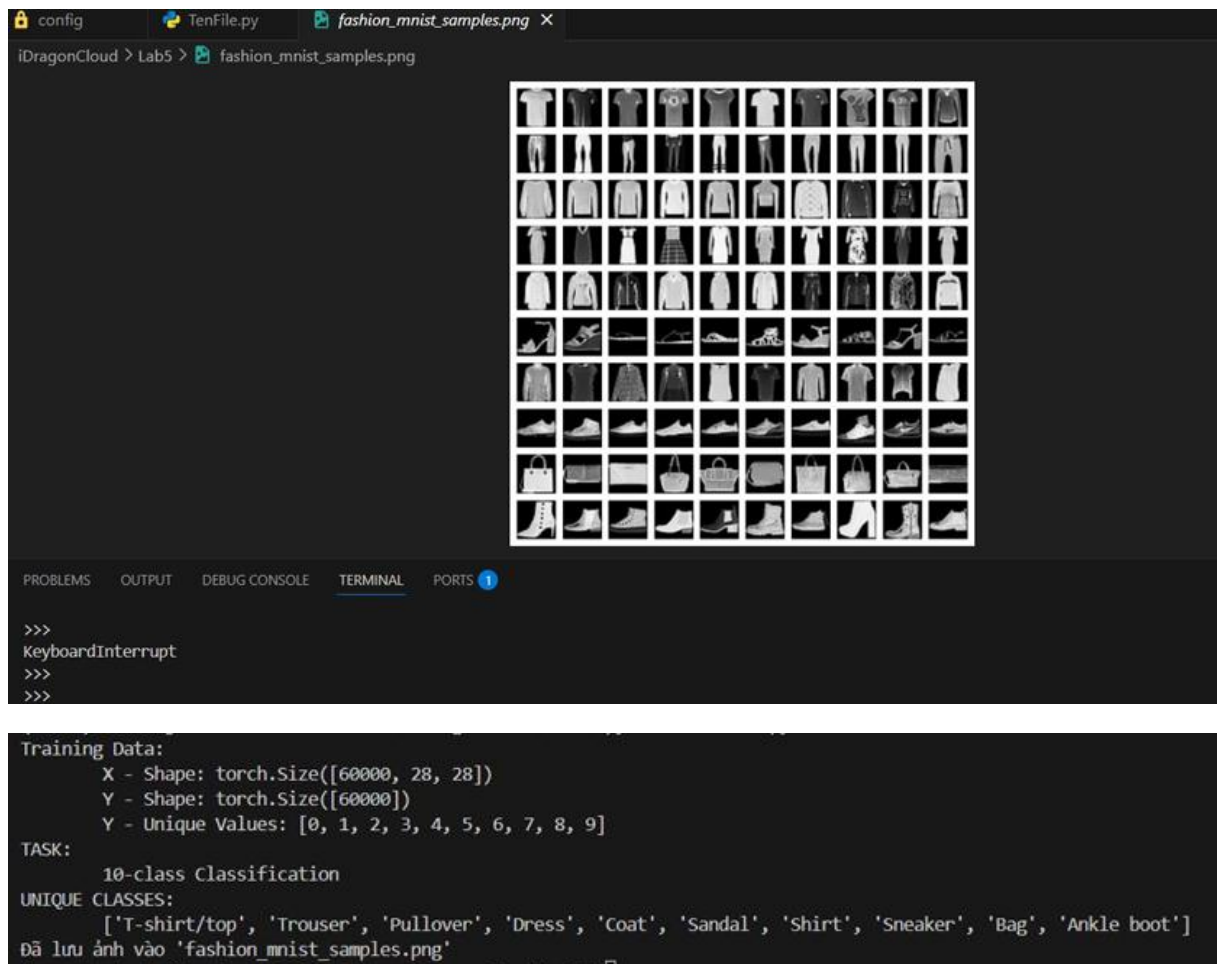 config TenFile.py fashion_mnist_samples.png ×
iDragonCloud > Lab5 > fashion_mnist_samples.png
PROBLEMS OUTPUT DEBUG CONSOLE TERMINAL PORTS 1
>>>
KeyboardInterrupt
>>>
>>>
Training Data:
X - Shape: torch.Size([60000, 28, 28])
Y - Shape: torch.Size([60000])
Y - Unique Values: [0, 1, 2, 3, 4, 5, 6, 7, 8, 9]
TASK:
10-class Classification
UNIQUE CLASSES:
['T-shirt/top', 'Trouser', 'Pullover', 'Dress', 'Coat', 'Sandal', 'Shirt', 'Sneaker', 'Bag', 'Ankle boot']
Đã lưu ảnh vào 'fashion_mnist_samples.png'